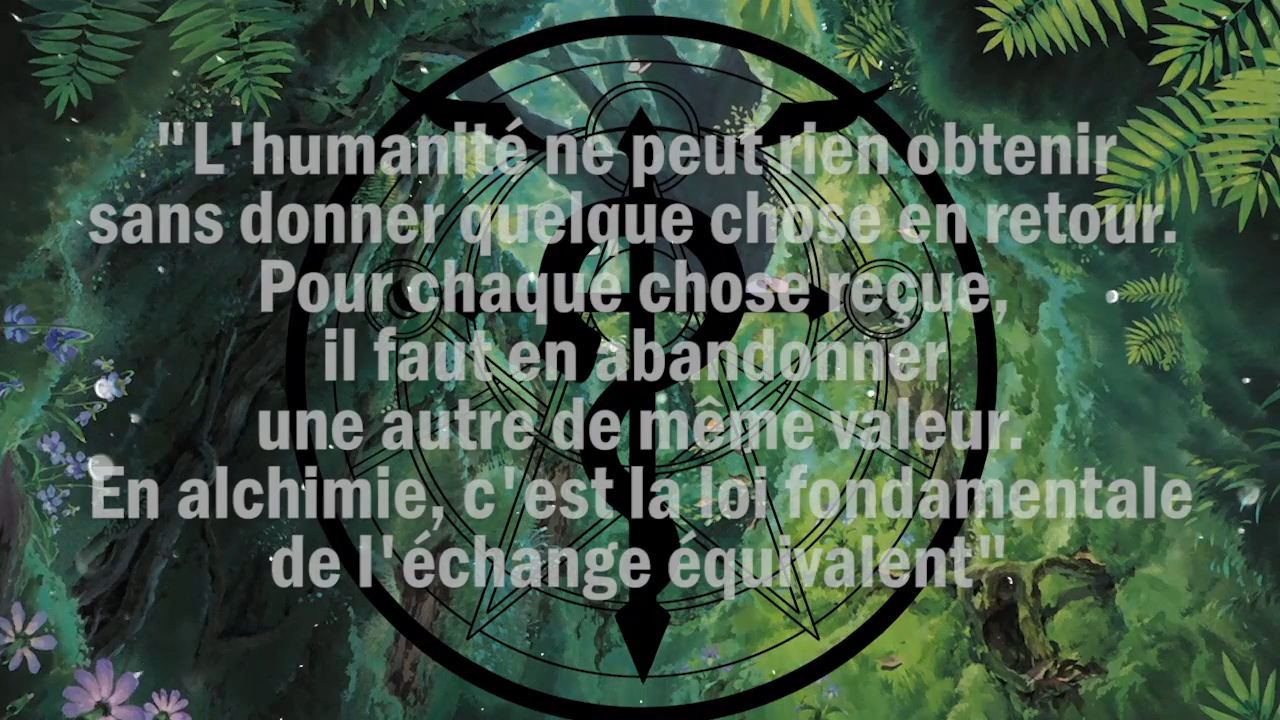 "L'humanité ne peut rien obtenir
sans donner quelque chose en retour.
Pour chaque chose reçue,
il faut en abandonner
une autre de même valeur.
En alchimie, c'est la loi fondamentale
de l'échange équivalent"